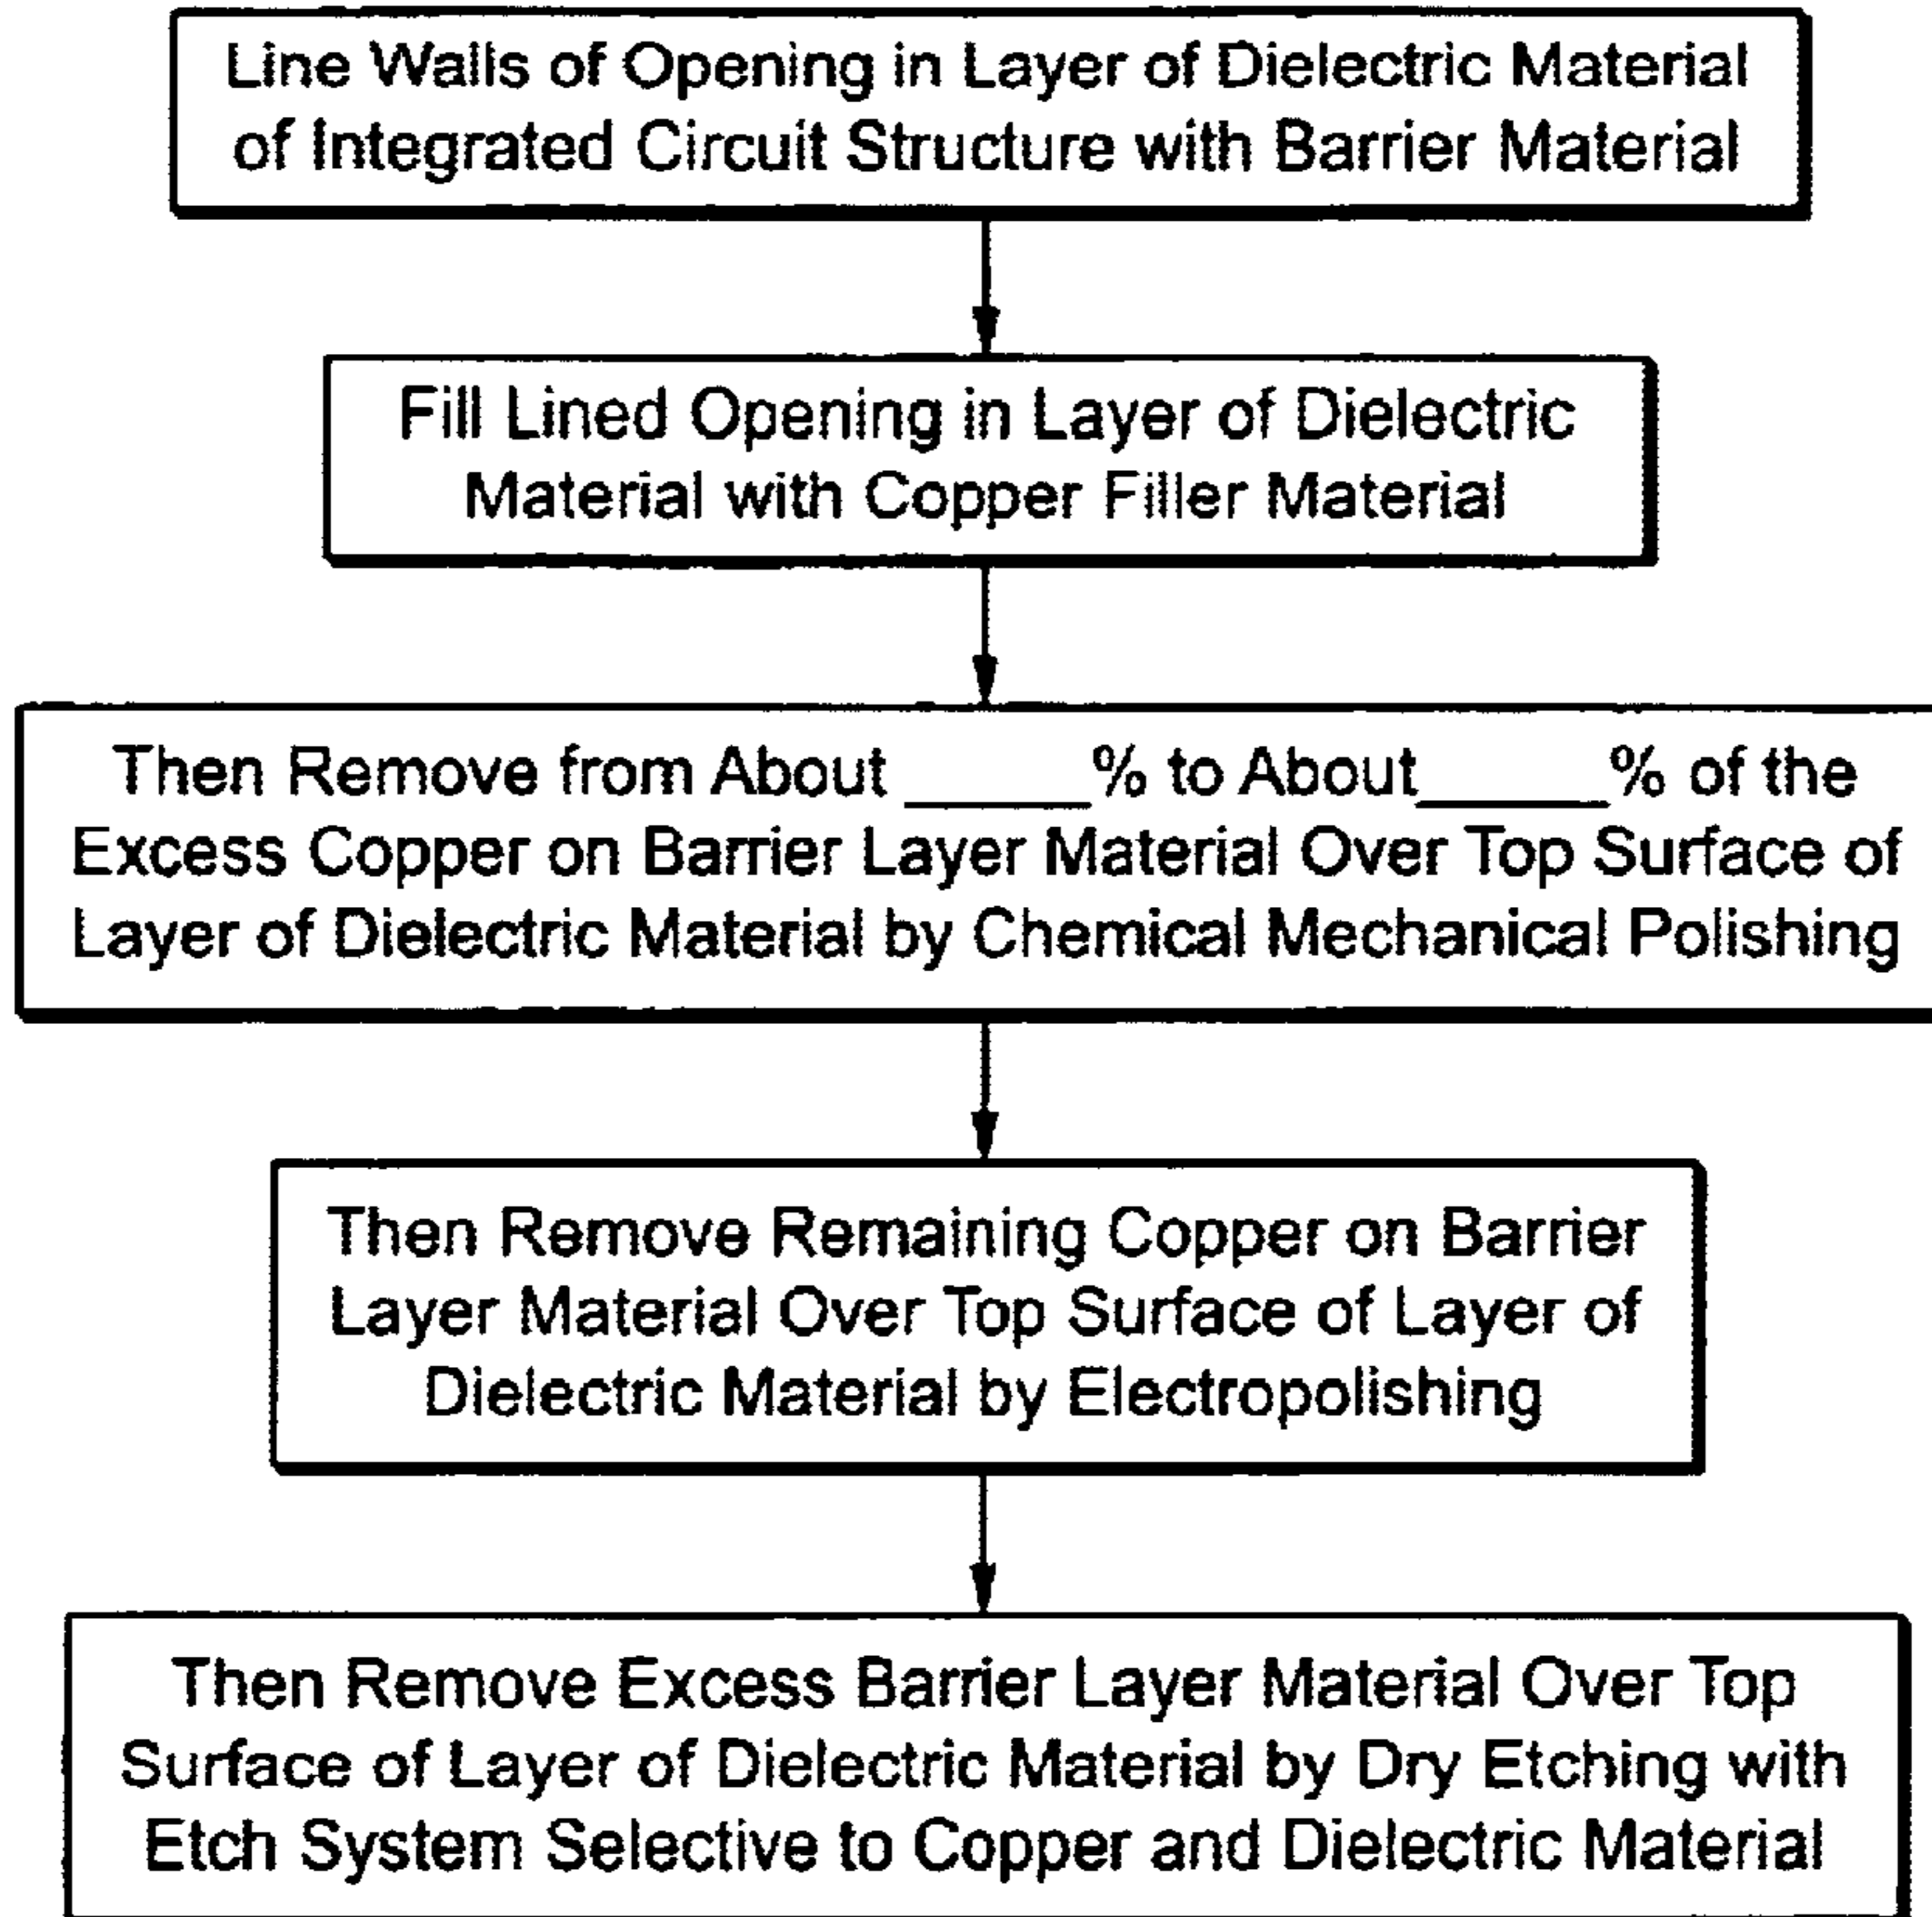 Line Walls of Opening in Layer of Dielectric Material
of Integrated Circuit Structure with Barrier Material
Fill Lined Opening in Layer of Dielectric
Material with Copper Filler Material
Then Remove from About _____% to About_____% of the
Excess Copper on Barrier Layer Material Over Top Surface of
Layer of Dielectric Material by Chemical Mechanical Polishing
Then Remove Remaining Copper on Barrier
Layer Material Over Top Surface of Layer of
Dielectric Material by Electropolishing
Then Remove Excess Barrier Layer Material Over Top
Surface of Layer of Dielectric Material by Dry Etching with
Etch System Selective to Copper and Dielectric Material